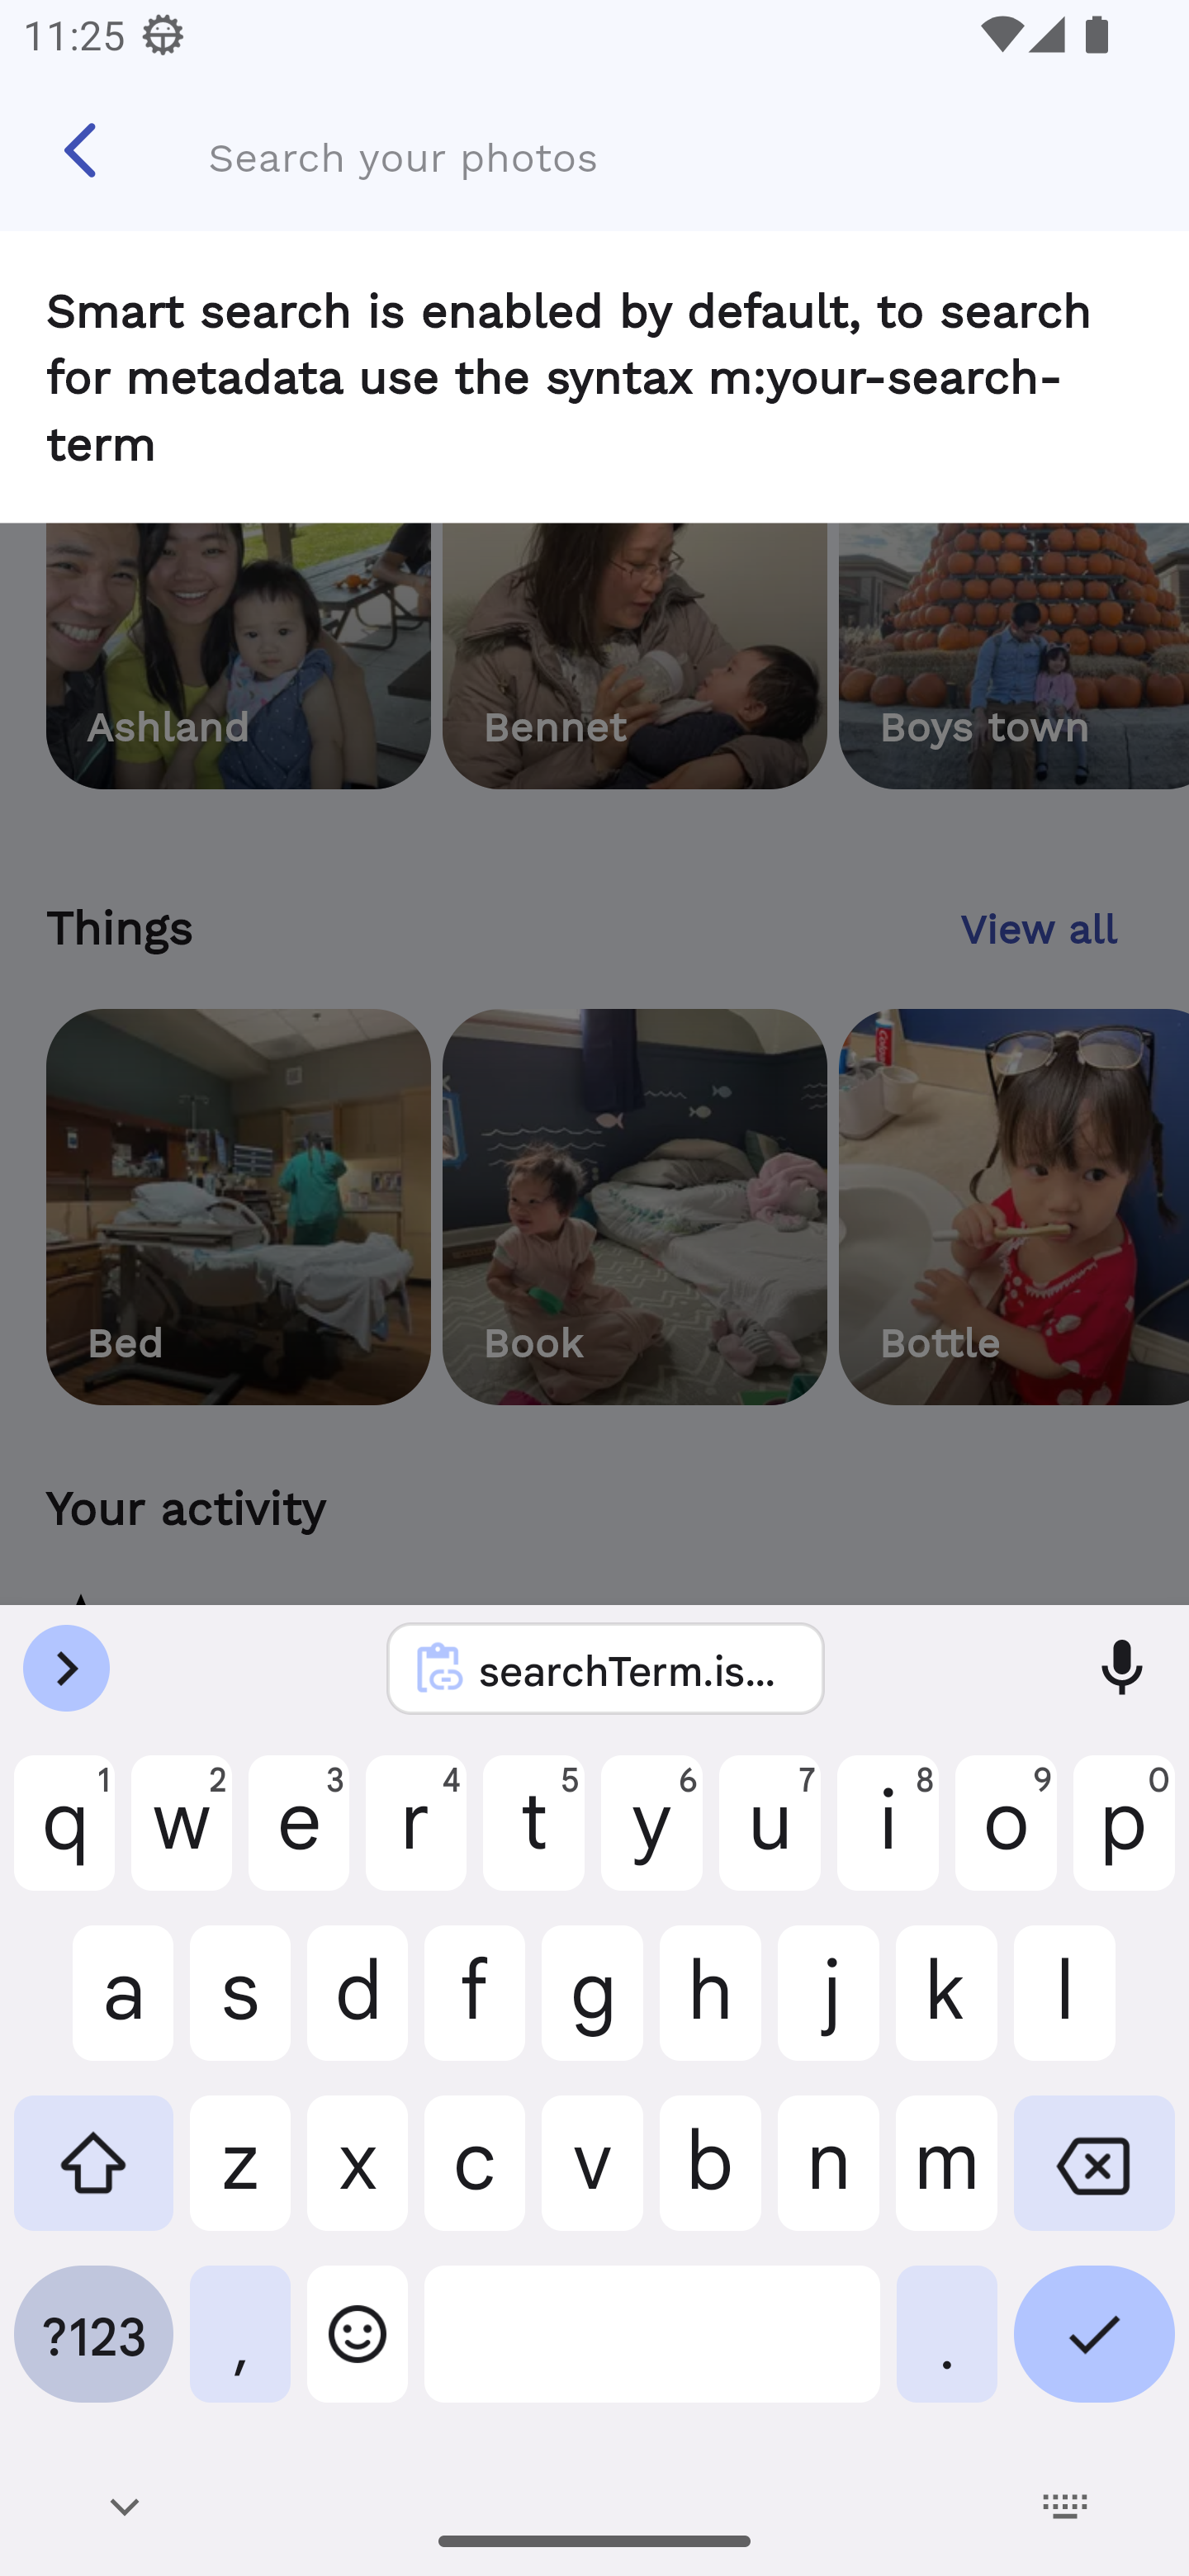 11:25
Search your photos
Smart search is enabled by default, to search
for metadata use the syntax m:your-search-
term
Ashland Bennet Boys town
Things View all
Bed Book Bottle
Your activity
searchTerm.is...
q 1 w 2 e 3 r 4 t 5 y 6 u 7 i 8 o 9 p 0
a s d f g h j k l
z x c v b n m
?123 , .